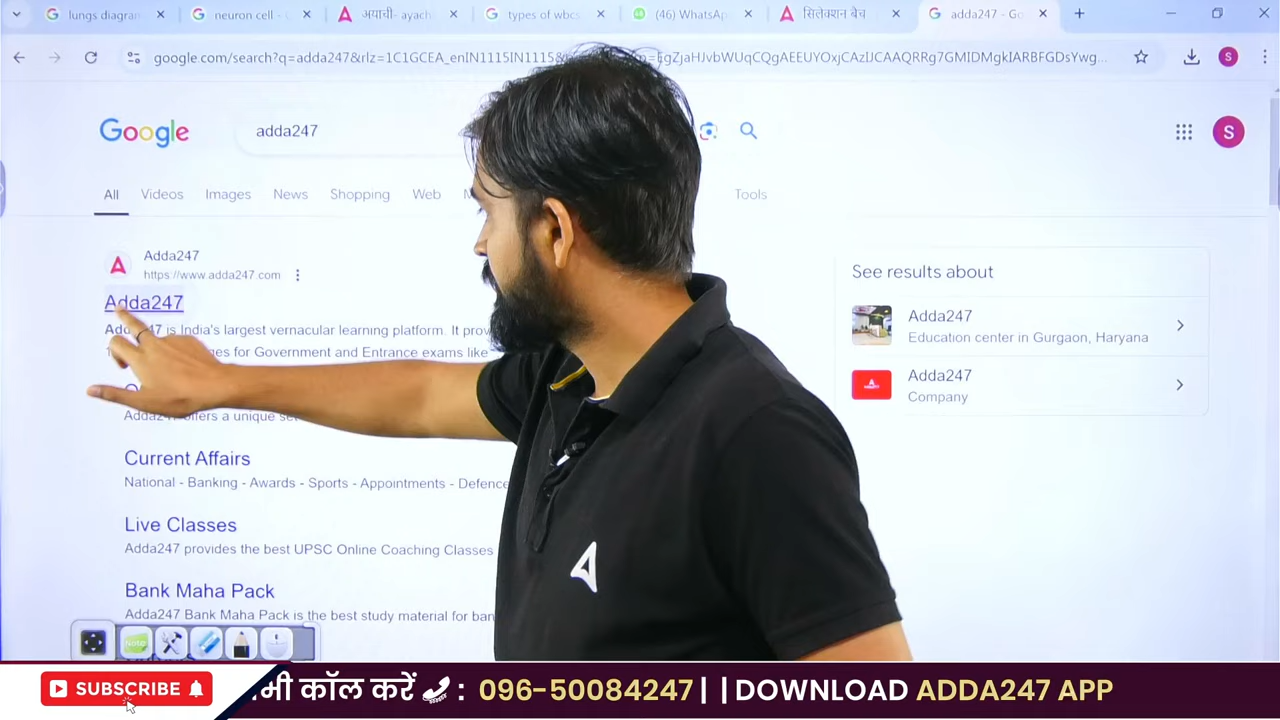 lungs diagran
neuron cell -
अयाची- ayach
types of wbcs
(46) WhatsAp
सिलेक्शन बैच
adda247 - Go
google.com/search?q=adda247&rlz=1C1GCEA_enIN1115IN1115&
Google
adda247
S
All Videos Images News Shopping Web Tools
Adda247
https://www.adda247.com
Adda247
is India's largest vernacular learning platform. It prov
for Government and Entrance exams like
Adda247 offers a unique se
Current Affairs
National - Banking - Awards - Sports - Appointments - Defence
Live Classes
Adda247 provides the best UPSC Online Coaching Classes
Bank Maha Pack
Adda247 Bank Maha Pack is the best study material for ban
See results about
Adda247
Education center in Gurgaon, Haryana
Adda247
Company
SUBSCRIBE
कॉल करें : 096-50084247 | | DOWNLOAD ADDA247 APP